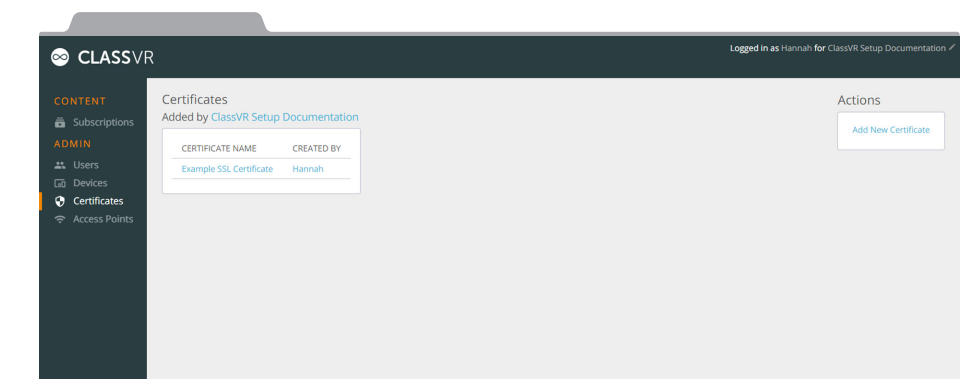 CLASSVR
Logged in as Hannah for ClassVR Setup Documentation
CONTENT
Subscriptions
ADMIN
Users
Devices
Certificates
Access Points
Certificates
Added by ClassVR Setup Documentation
CERTIFICATE NAME CREATED BY
Example SSL Certificate Hannah
Actions
Add New Certificate